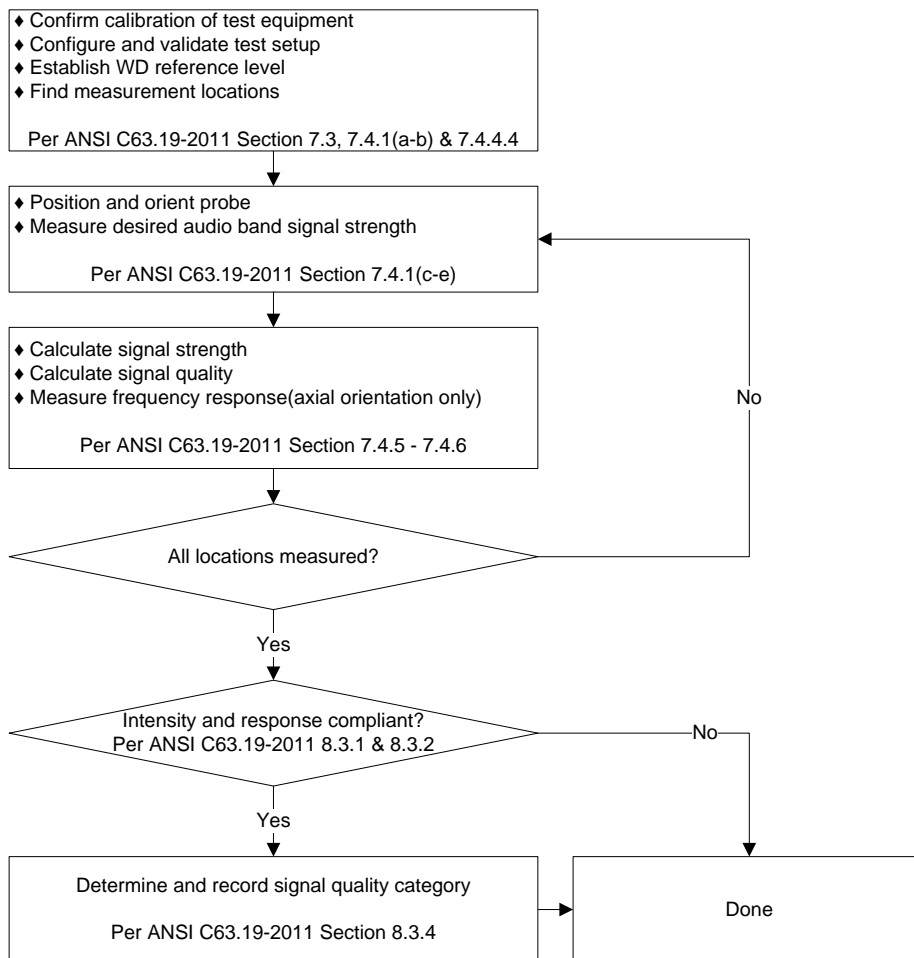 ♦ Confirm calibration of test equipment
♦ Configure and validate test setup
♦ Establish WD reference level
♦ Find measurement locations
Per ANSI C63.19-2011 Section 7.3, 7.4.1(a-b) & 7.4.4.4
♦ Position and orient probe
♦ Measure desired audio band signal strength
Per ANSI C63.19-2011 Section 7.4.1(c-e)
♦ Calculate signal strength
♦ Calculate signal quality
♦ Measure frequency response(axial orientation only)
Per ANSI C63.19-2011 Section 7.4.5 - 7.4.6
No
All locations measured?
Yes
Intensity and response compliant?
Per ANSI C63.19-2011 8.3.1 & 8.3.2
No
Yes
Determine and record signal quality category
Per ANSI C63.19-2011 Section 8.3.4
Done